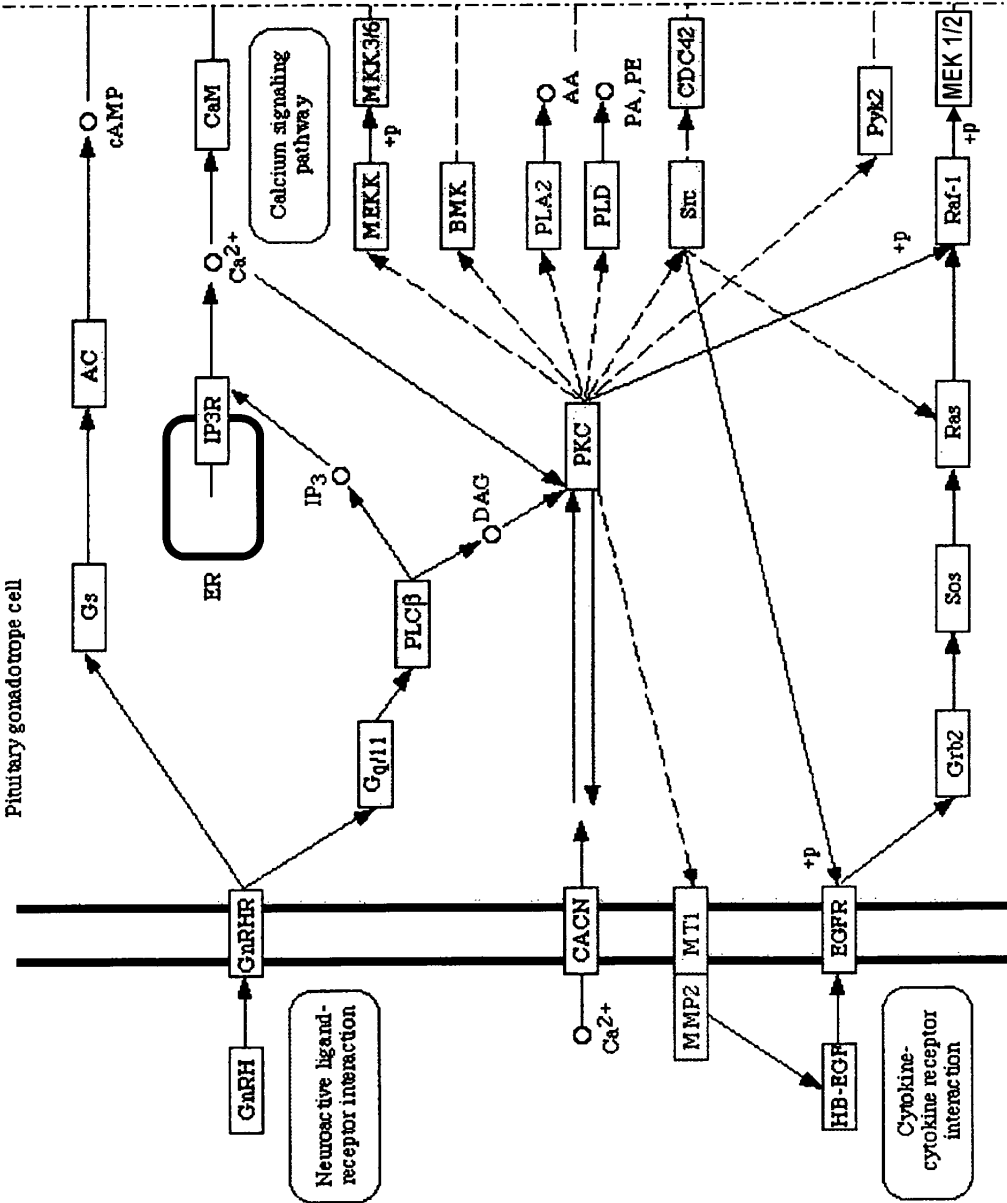 Pituitary gonadotrope cell
GnRH
GnRHR
Neuroactive ligand-
receptor interaction
Gs
AC
cAMP
ER
IP3R
Ca2+
CaM
Calcium signaling
pathway
Gq/11
PLCβ
IP3
DAG
MEKK
+p
MKK3/6
BMK
PLA2
AA
PLD
PA, PE
Ca2+
CACN
PKC
Src
CDC42
MMP2
MT1
Pyk2
HB-EGF
EGFR
+p
Grb2
Sos
Ras
+p
Raf-1
+p
MEK 1/2
Cytokine-
cytokine receptor
interaction